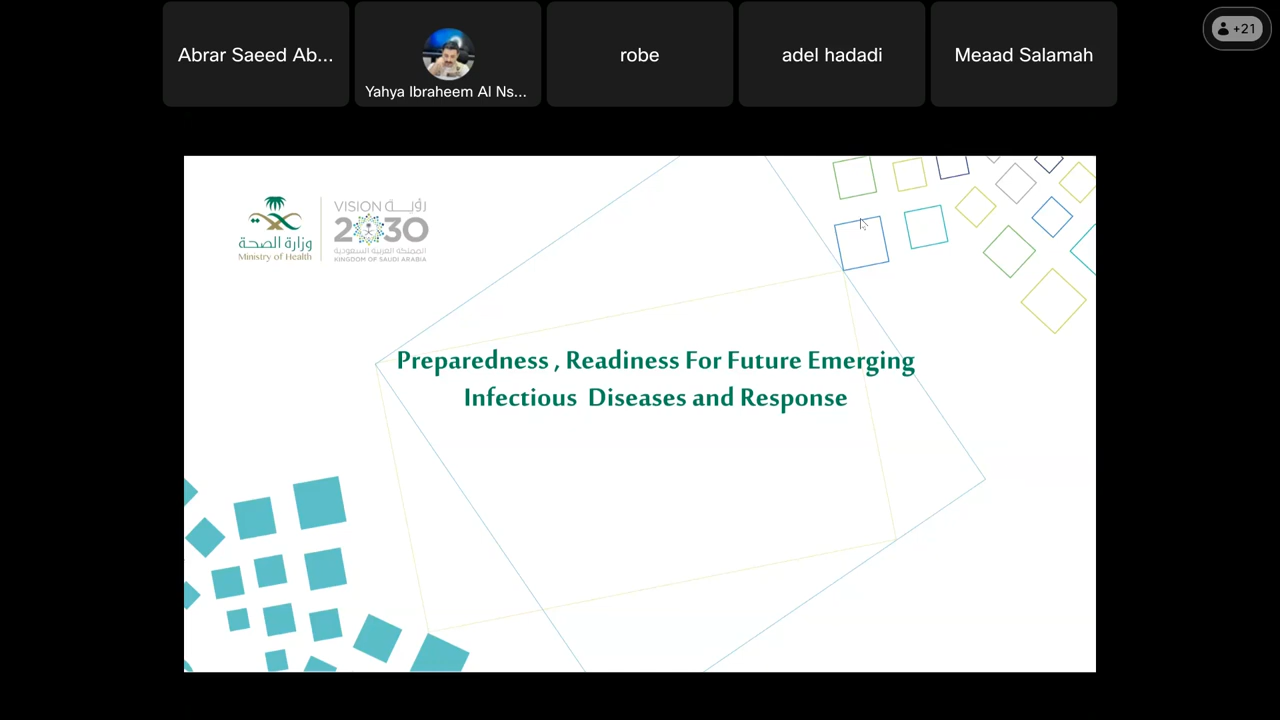 Abrar Saeed Ab...
Yahya Ibraheem Al Ns...
robe
adel hadadi
Meaad Salamah
+21
وزارة الصحة
Ministry of Health
VISION رؤيـــة
2030
المملكة العربية السعودية
KINGDOM OF SAUDI ARABIA
Preparedness , Readiness For Future Emerging
Infectious Diseases and Response